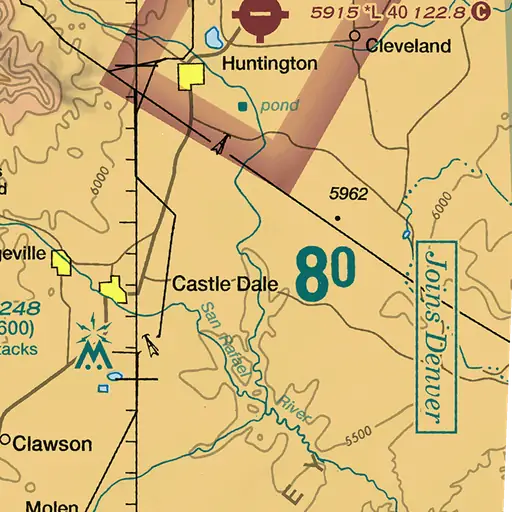 5915 *L 40 122.8 C
Cleveland
Huntington
pond
6000
5962
6000
geville
80
Castle Dale
248
600)
tacks
San Rafael
River
Joins Denver
5500
Clawson
E Y
Molen